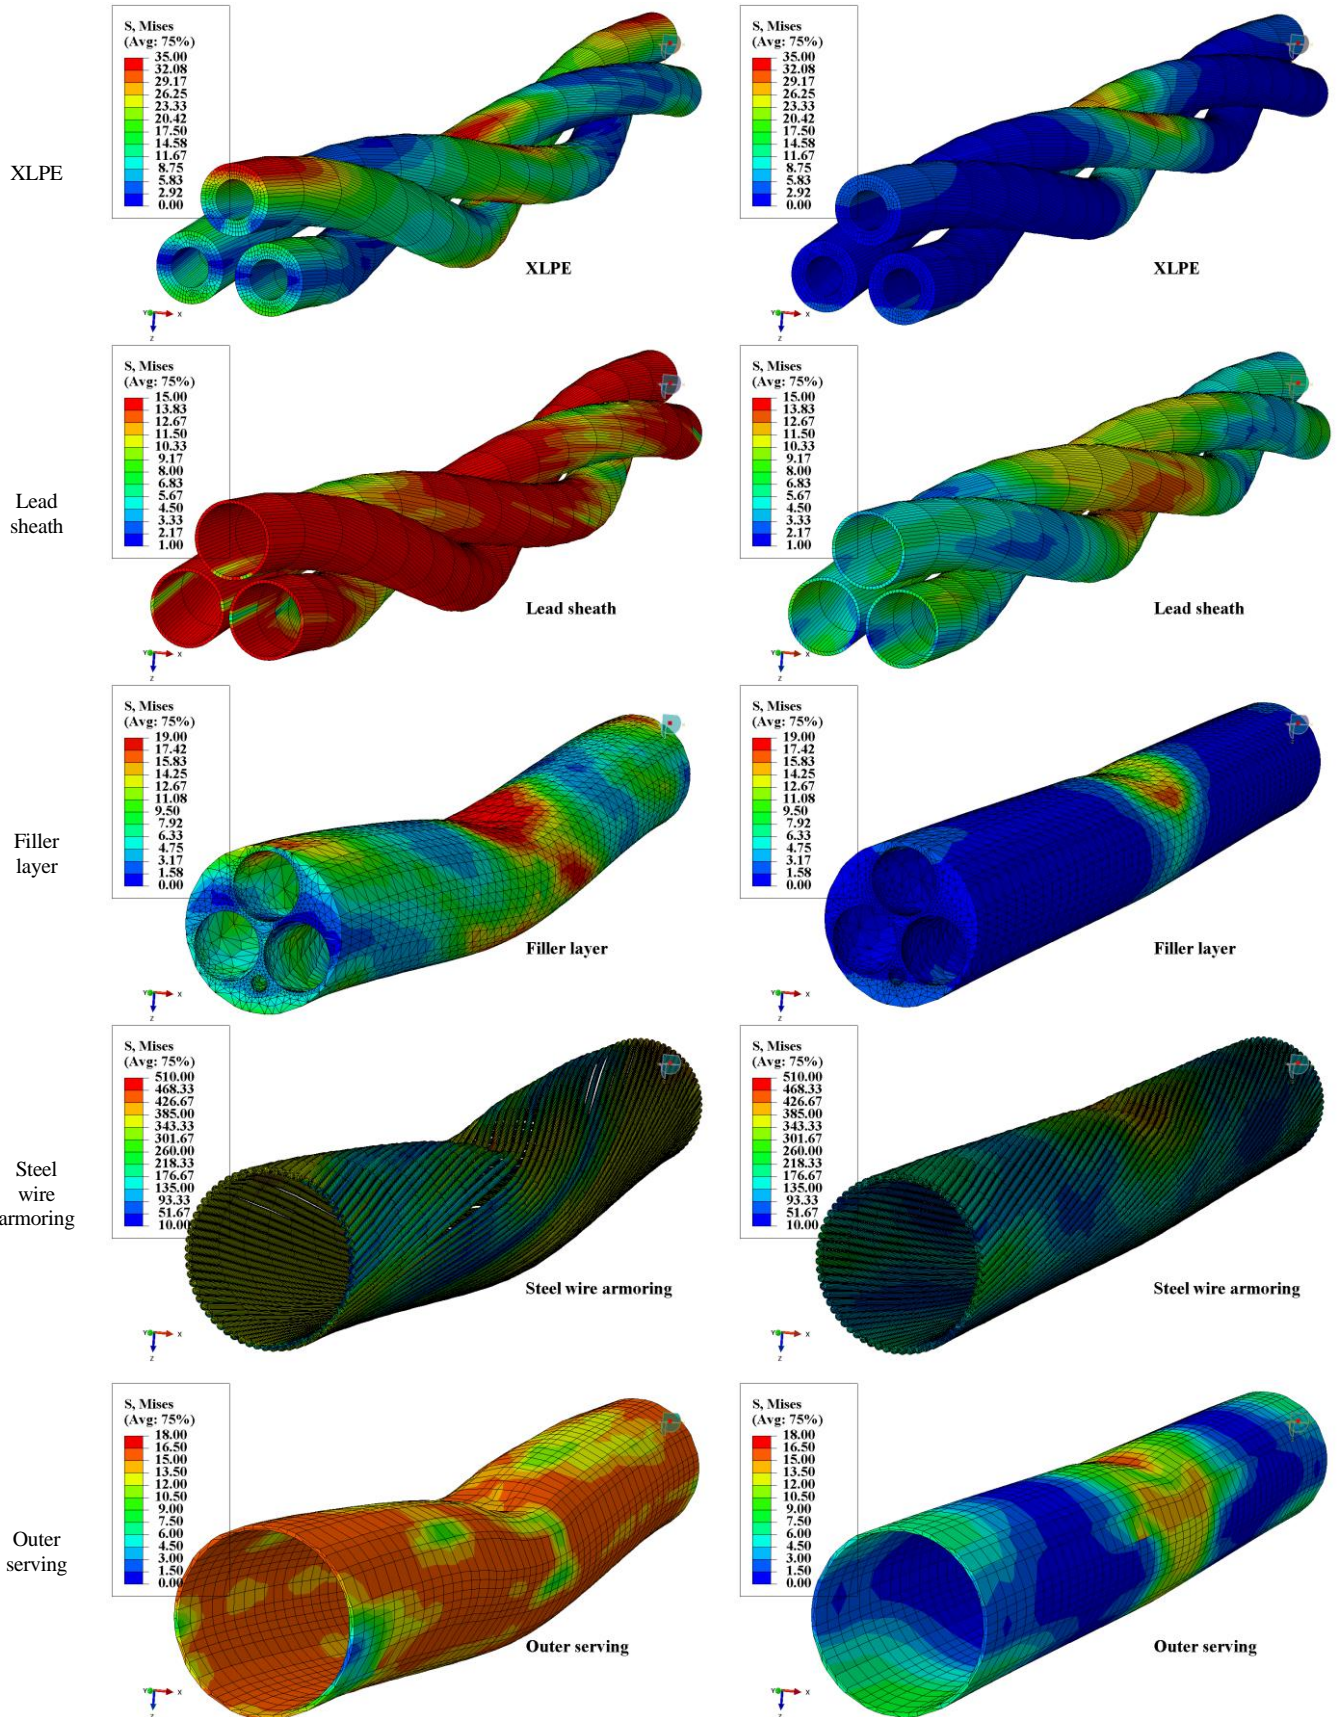 S, Mises
(Avg: 75%)
35.00
32.08
29.17
26.25
23.33
20.42
17.50
14.58
11.67
8.75
5.83
2.92
0.00
XLPE
XLPE
Y X
Z
S, Mises
(Avg: 75%)
35.00
32.08
29.17
26.25
23.33
20.42
17.50
14.58
11.67
8.75
5.83
2.92
0.00
XLPE
Y X
Z
S, Mises
(Avg: 75%)
15.00
13.83
12.67
11.50
10.33
9.17
8.00
6.83
5.67
4.50
3.33
2.17
1.00
Lead
sheath
Lead sheath
Y X
Z
S, Mises
(Avg: 75%)
15.00
13.83
12.67
11.50
10.33
9.17
8.00
6.83
5.67
4.50
3.33
2.17
1.00
Lead sheath
Y X
Z
S, Mises
(Avg: 75%)
19.00
17.42
15.83
14.25
12.67
11.08
9.50
7.92
6.33
4.75
3.17
1.58
0.00
Filler
layer
Filler layer
Y X
Z
S, Mises
(Avg: 75%)
19.00
17.42
15.83
14.25
12.67
11.08
9.50
7.92
6.33
4.75
3.17
1.58
0.00
Filler layer
Y X
Z
S, Mises
(Avg: 75%)
510.00
468.33
426.67
385.00
343.33
301.67
260.00
218.33
176.67
135.00
93.33
51.67
10.00
Steel
wire
armoring
Steel wire armoring
Y X
Z
S, Mises
(Avg: 75%)
510.00
468.33
426.67
385.00
343.33
301.67
260.00
218.33
176.67
135.00
93.33
51.67
10.00
Steel wire armoring
Y X
Z
S, Mises
(Avg: 75%)
18.00
16.50
15.00
13.50
12.00
10.50
9.00
7.50
6.00
4.50
3.00
1.50
0.00
Outer
serving
Outer serving
Y X
Z
S, Mises
(Avg: 75%)
18.00
16.50
15.00
13.50
12.00
10.50
9.00
7.50
6.00
4.50
3.00
1.50
0.00
Outer serving
Y X
Z